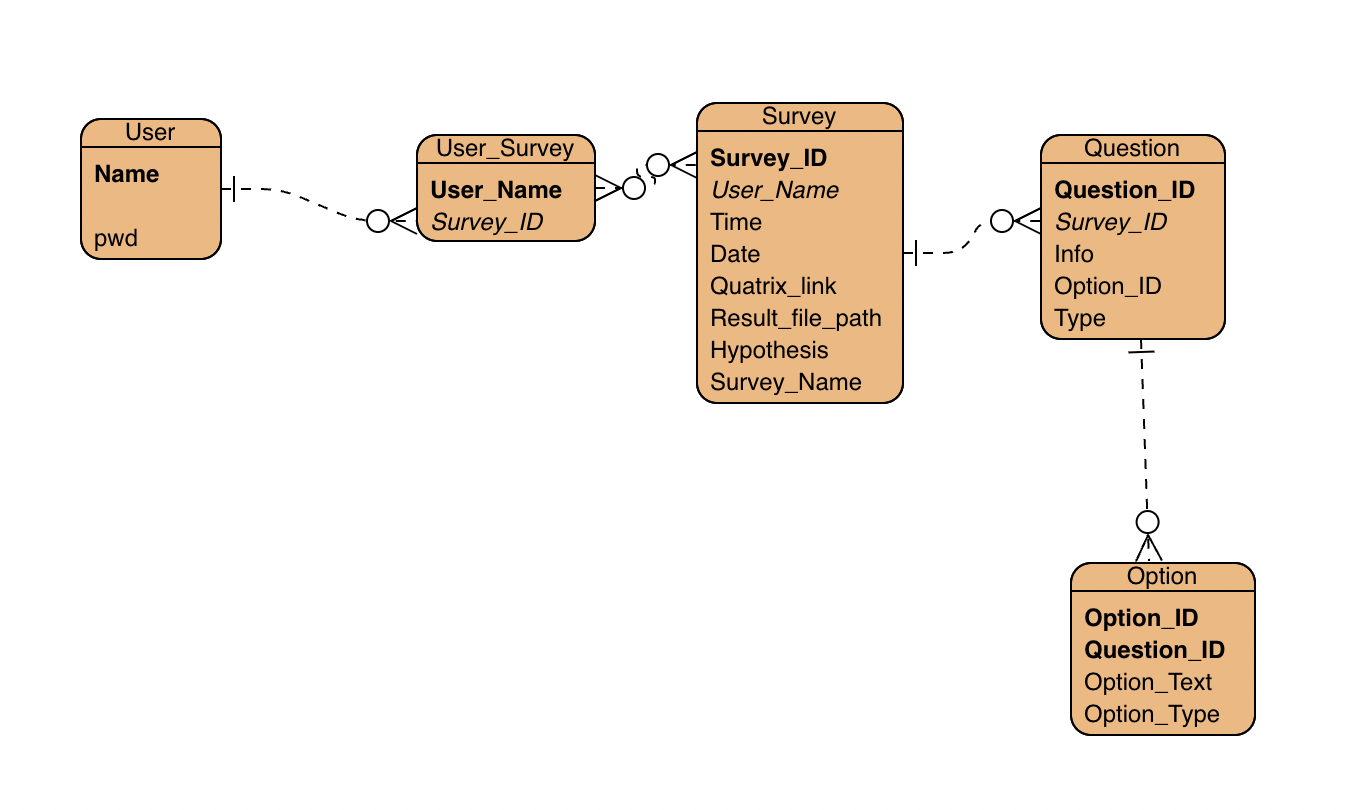 User
Name
pwd
User_Survey
User_Name
Survey_ID
Survey
Survey_ID
User_Name
Time
Date
Quatrix_link
Result_file_path
Hypothesis
Survey_Name
Question
Question_ID
Survey_ID
Info
Option_ID
Type
Option
Option_ID
Question_ID
Option_Text
Option_Type